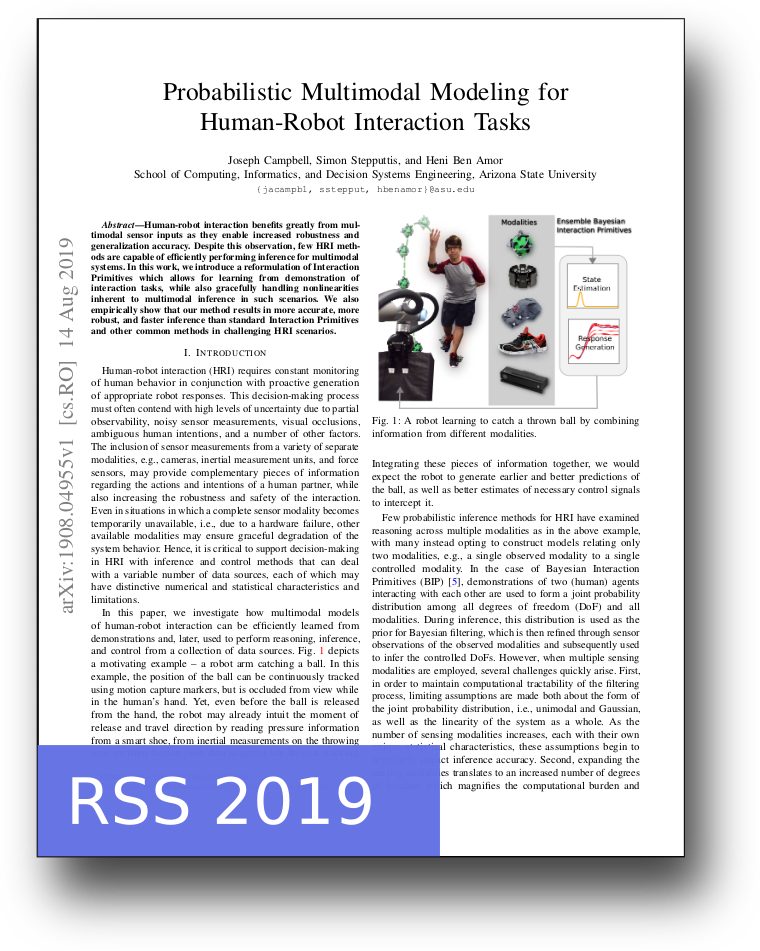 Probabilistic Multimodal Modeling for
Human-Robot Interaction Tasks
Joseph Campbell, Simon Stepputtis, and Heni Ben Amor
School of Computing, Informatics, and Decision Systems Engineering, Arizona State University
{jacampb1, sstepput, hbenamor}@asu.edu
arXiv:1908.04955v1 [cs.RO] 14 Aug 2019
Abstract—Human-robot interaction benefits greatly from mul-
timodal sensor inputs as they enable increased robustness and
generalization accuracy. Despite this observation, few HRI meth-
ods are capable of efficiently performing inference for multimodal
systems. In this work, we introduce a reformulation of Interaction
Primitives which allows for learning from demonstration of
interaction tasks, while also gracefully handling nonlinearities
inherent to multimodal inference in such scenarios. We also
empirically show that our method results in more accurate, more
robust, and faster inference than standard Interaction Primitives
and other common methods in challenging HRI scenarios.
I. INTRODUCTION
Human-robot interaction (HRI) requires constant monitoring
of human behavior in conjunction with proactive generation
of appropriate robot responses. This decision-making process
must often contend with high levels of uncertainty due to partial
observability, noisy sensor measurements, visual occlusions,
ambiguous human intentions, and a number of other factors.
The inclusion of sensor measurements from a variety of separate
modalities, e.g., cameras, inertial measurement units, and force
sensors, may provide complementary pieces of information
regarding the actions and intentions of a human partner, while
also increasing the robustness and safety of the interaction.
Even in situations in which a complete sensor modality becomes
temporarily unavailable, i.e., due to a hardware failure, other
available modalities may ensure graceful degradation of the
system behavior. Hence, it is critical to support decision-making
in HRI with inference and control methods that can deal
with a variable number of data sources, each of which may
have distinctive numerical and statistical characteristics and
limitations.
In this paper, we investigate how multimodal models
of human-robot interaction can be efficiently learned from
demonstrations and, later, used to perform reasoning, inference,
and control from a collection of data sources. Fig. 1 depicts
a motivating example – a robot arm catching a ball. In this
example, the position of the ball can be continuously tracked
using motion capture markers, but is occluded from view while
in the human's hand. Yet, even before the ball is released
from the hand, the robot may already intuit the moment of
release and travel direction by reading pressure information
from a smart shoe, from inertial measurements on the throwing
Modalities
Ensemble Bayesian
Interaction Primitives
State
Estimation
Response
Generation
Fig. 1: A robot learning to catch a thrown ball by combining
information from different modalities.
Integrating these pieces of information together, we would
expect the robot to generate earlier and better predictions of
the ball, as well as better estimates of necessary control signals
to intercept it.
Few probabilistic inference methods for HRI have examined
reasoning across multiple modalities as in the above example,
with many instead opting to construct models relating only
two modalities, e.g., a single observed modality to a single
controlled modality. In the case of Bayesian Interaction
Primitives (BIP) [5], demonstrations of two (human) agents
interacting with each other are used to form a joint probability
distribution among all degrees of freedom (DoF) and all
modalities. During inference, this distribution is used as the
prior for Bayesian filtering, which is then refined through sensor
observations of the observed modalities and subsequently used
to infer the controlled DoFs. However, when multiple sensing
modalities are employed, several challenges quickly arise. First,
in order to maintain computational tractability of the filtering
process, limiting assumptions are made both about the form of
the joint probability distribution, i.e., unimodal and Gaussian,
as well as the linearity of the system as a whole. As the
number of sensing modalities increases, each with their own
characteristics, these assumptions begin to
inference accuracy. Second, expanding the
translates to an increased number of degrees
which magnifies the computational burden and
RSS 2019